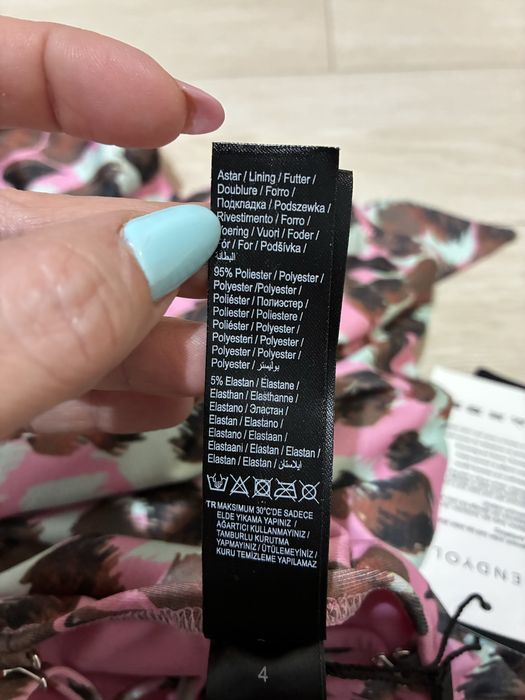 Astar / Lining / Futter /
Doublure / Forro /
Подкладка / Podszewka /
Rivestimento / Forro /
Voering / Vuori / Foder /
/ For / Podšívka /
البطانة
95% Poliester / Polyester /
Polyester /Polyester /
Poliéster / Полиэстер /
Poliester / Poliestere /
Poliéster / Polyester /
Polyesteri / Polyester /
Polyester / Polyester /
Polyester / بوليستر
5% Elastan / Elastane /
Elasthan / Elasthanne /
Elastano / Эластан /
Elastan / Elastano /
Elastano / Elastaan /
Elastaani / Elastan / Elastan /
Elastan / Elastan / ايلاستان
TR MAKSIMUM 30°C'DE SADECE
ELDE YIKAMA YAPINIZ /
AĞARTICI KULLANMAYINIZ /
TAMBURLU KURUTMA
YAPMAYINIZ / ÜTÜLEMEYİNİZ /
KURU TEMİZLEME YAPILAMAZ
4
ENDYOL